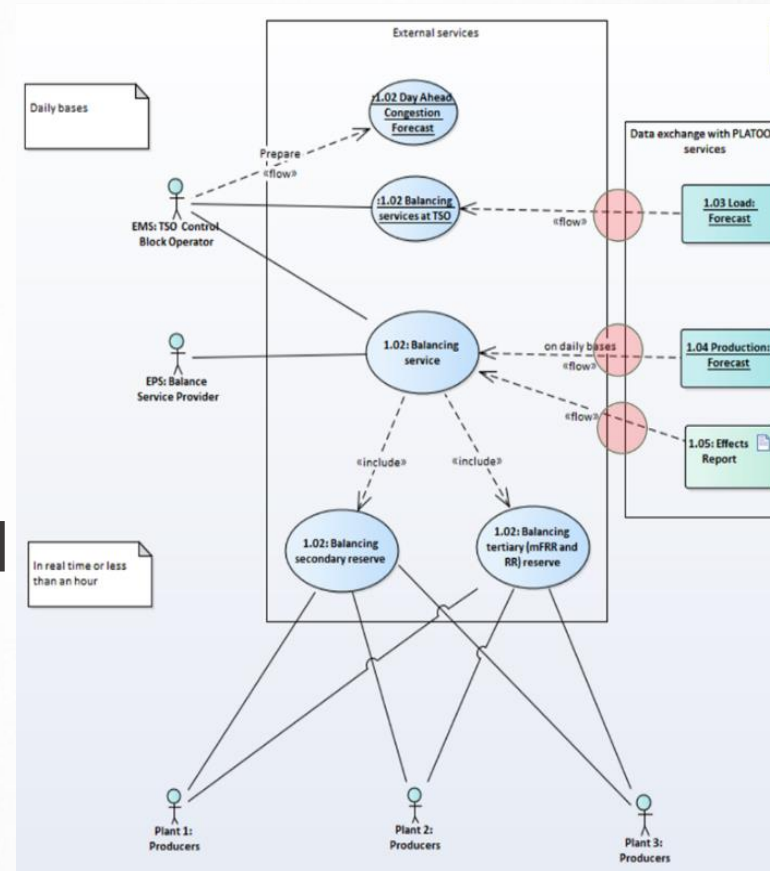 External services
Daily bases
:1.02 Day Ahead
Congestion
Forecast
Prepare
«flow»
Data exchange with PLATOO
services
:1.02 Balancing
services at TSO
«flow»
1.03 Load:
Forecast
EMS: TSO Control
Block Operator
1.02: Balancing
service
on daily bases
«flow»
1.04 Production:
Forecast
EPS: Balance
Service Provider
«flow»
1.05: Effects
Report
«include»
«include»
1.02: Balancing
secondary reserve
1.02: Balancing
tertiary (mFRR and
RR) reserve
In real time or less
than an hour
Plant 1:
Producers
Plant 2:
Producers
Plant 3:
Producers